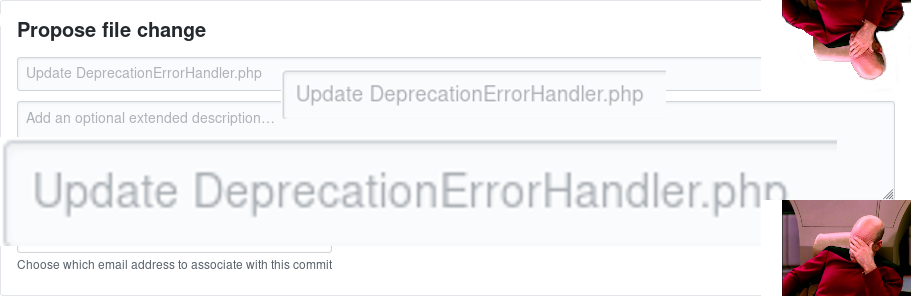 Propose file change
Update DeprecationErrorHandler.php
Update DeprecationErrorHandler.php
Add an optional extended description...
Update DeprecationErrorHandler.php
Choose which email address to associate with this commit